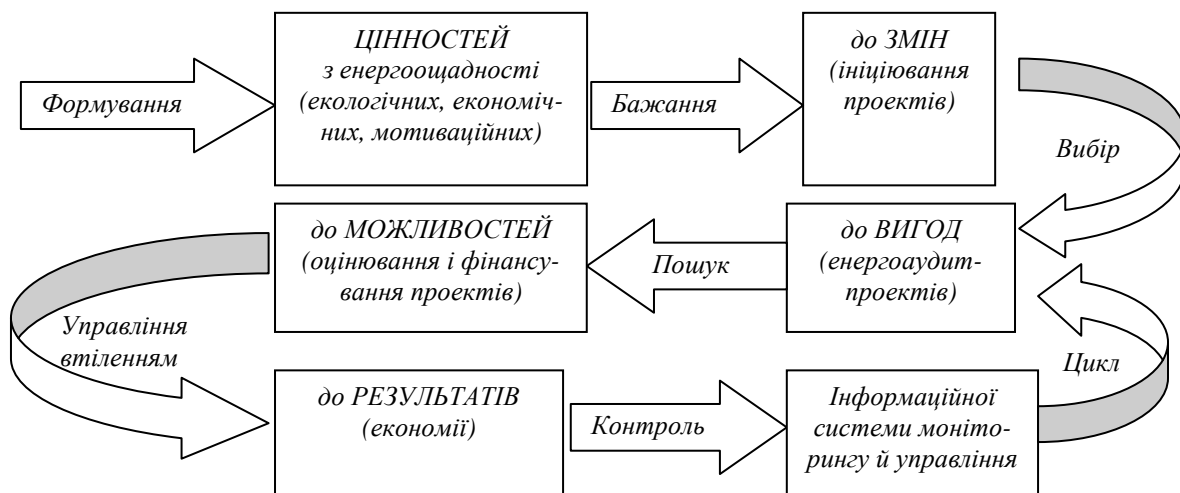 Формування
ЦІННОСТЕЙ
з енергоощадності
(екологічних, економіч-
них, мотиваційних)
Бажання
до ЗМІН
(ініціювання
проектів)
Вибір
до ВИГОД
(енергоаудит-
проектів)
Пошук
до МОЖЛИВОСТЕЙ
(оцінювання і фінансу-
вання проектів)
Управління
втіленням
до РЕЗУЛЬТАТІВ
(економії)
Контроль
Інформаційної
системи моніто-
рингу й управління
Цикл